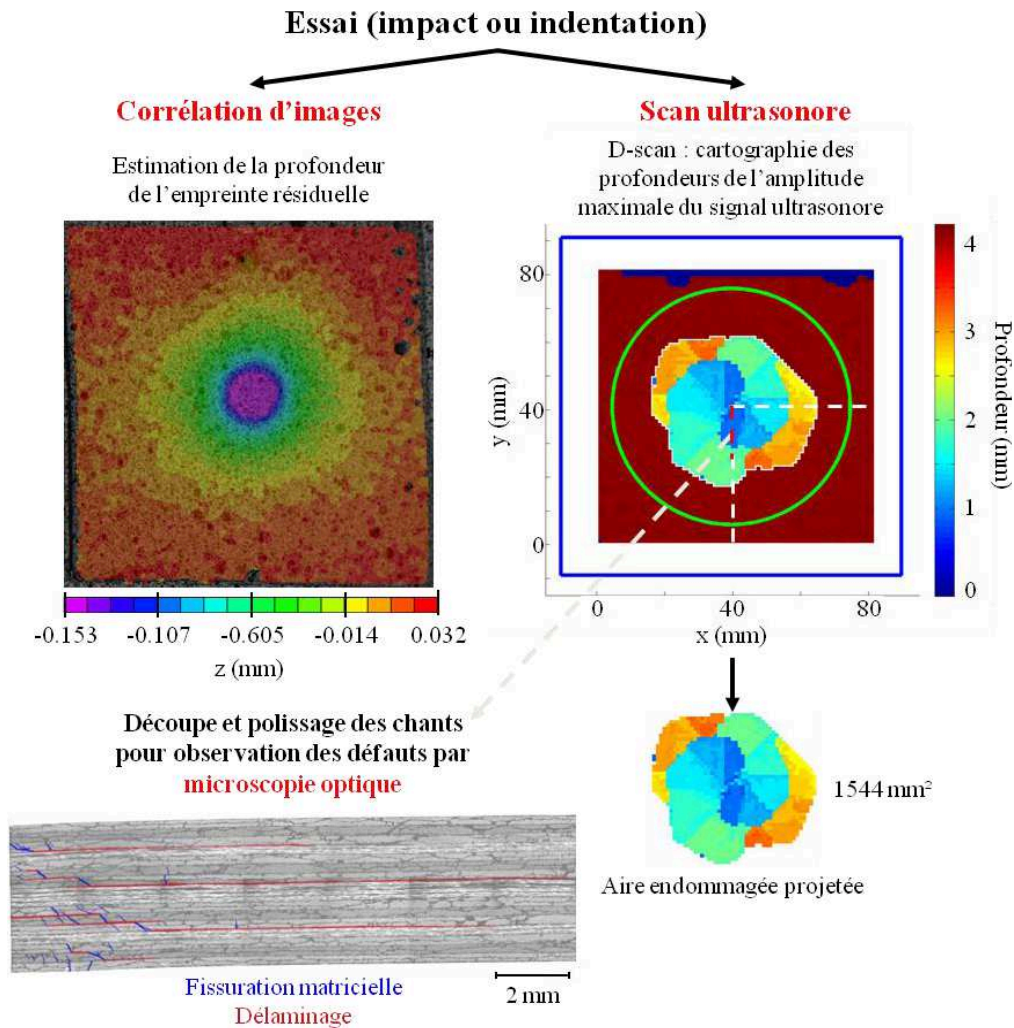 Essai (impact ou indentation)
Corrélation d'images
Estimation de la profondeur
de l'empreinte résiduelle
-0.153
-0.107
-0.605
-0.014
0.032
z (mm)
Scan ultrasonore
D-scan : cartographie des
profondeurs de l'amplitude
maximale du signal ultrasonore
80
40
0
y (mm)
0
40
80
x (mm)
4
3
2
1
0
Profondeur (mm)
Découpe et polissage des chants
pour observation des défauts par
microscopie optique
2 mm
Fissuration matricielle
Délaminage
1544 mm²
Aire endommagée projetée